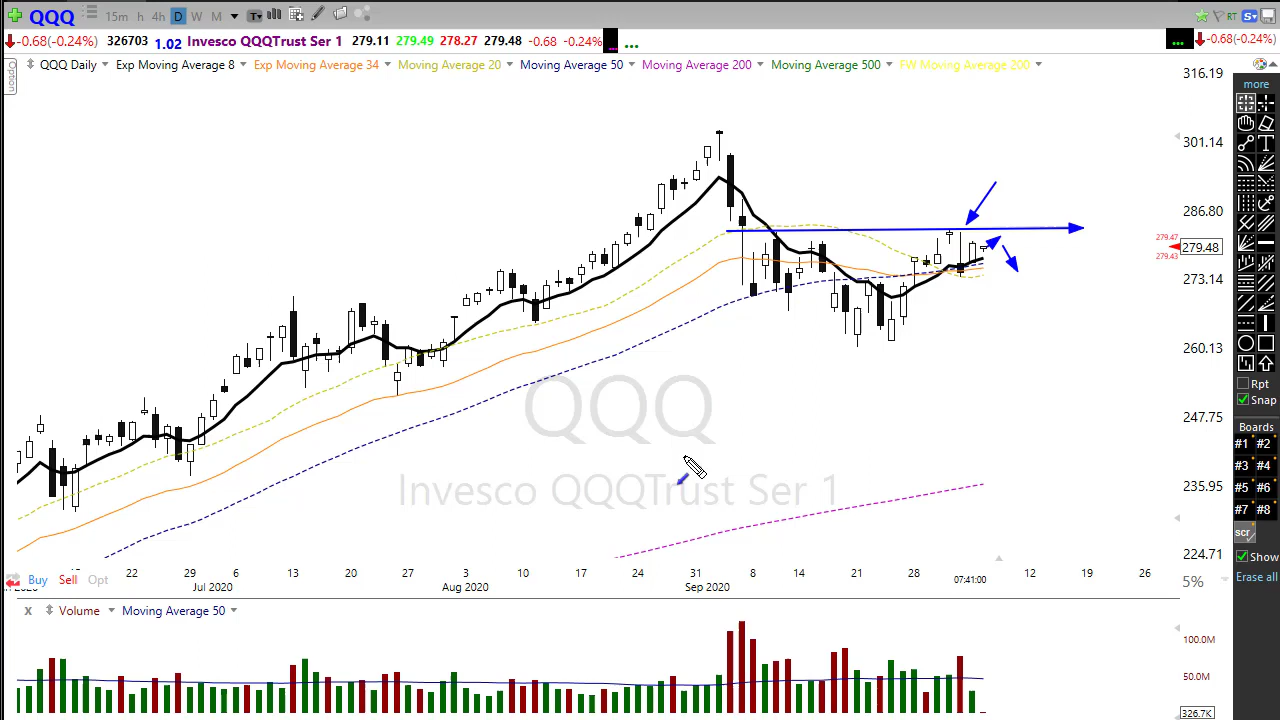 QQQ 15m h 4h D W M T RT S
-0.68(-0.24%) 326703 1.02 Invesco QQQTrust Ser 1 279.11 279.49 278.27 279.48 -0.68 -0.24% ... ... -0.68(-0.24%)
Option
QQQ Daily Exp Moving Average 8 Exp Moving Average 34 Moving Average 20 Moving Average 50 Moving Average 200 Moving Average 500 FW Moving Average 200
316.19
301.14
286.80
279.47
279.48
279.43
273.14
260.13
247.75
235.95
224.71
5%
QQQ
Invesco QQQTrust Ser 1
more
T
Rpt
Snap
Boards
#1 #2
#3 #4
#5 #6
#7 #8
scr
Show
Erase all
22 29 6 13 20 27 3 10 17 24 31 8 14 21 28 07:41:00 12 19 26
Buy Sell Opt
Jul 2020 Aug 2020 Sep 2020
X Volume Moving Average 50
100.0M
50.0M
326.7K